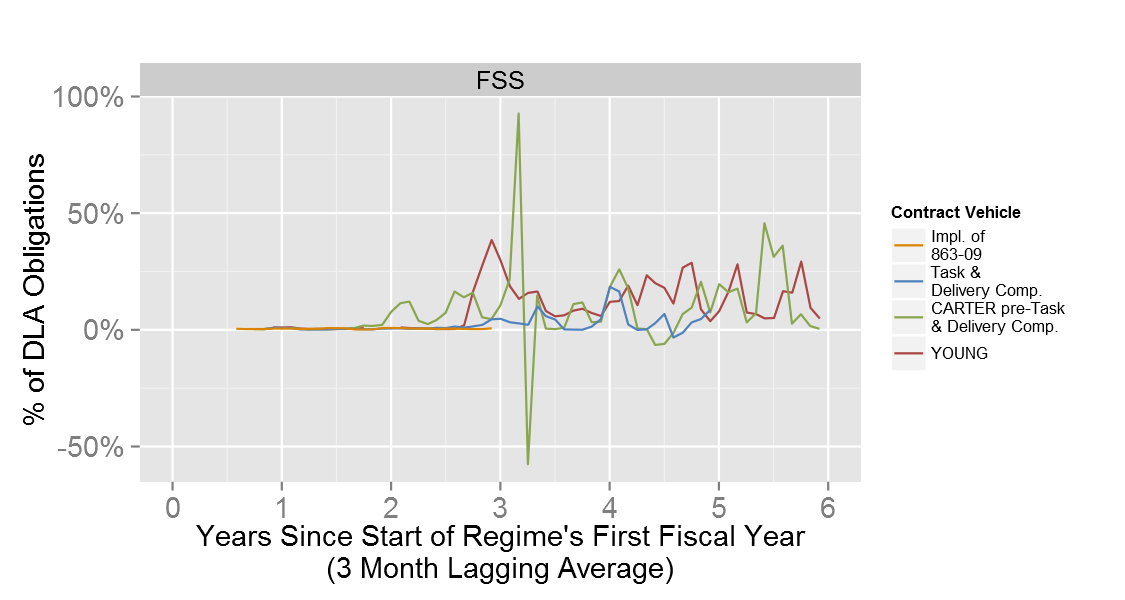 FSS
100%
50%
0%
-50%
% of DLA Obligations
0 1 2 3 4 5 6
Years Since Start of Regime's First Fiscal Year
(3 Month Lagging Average)
Contract Vehicle
Impl. of
863-09
Task &
Delivery Comp.
CARTER pre-Task
& Delivery Comp.
YOUNG